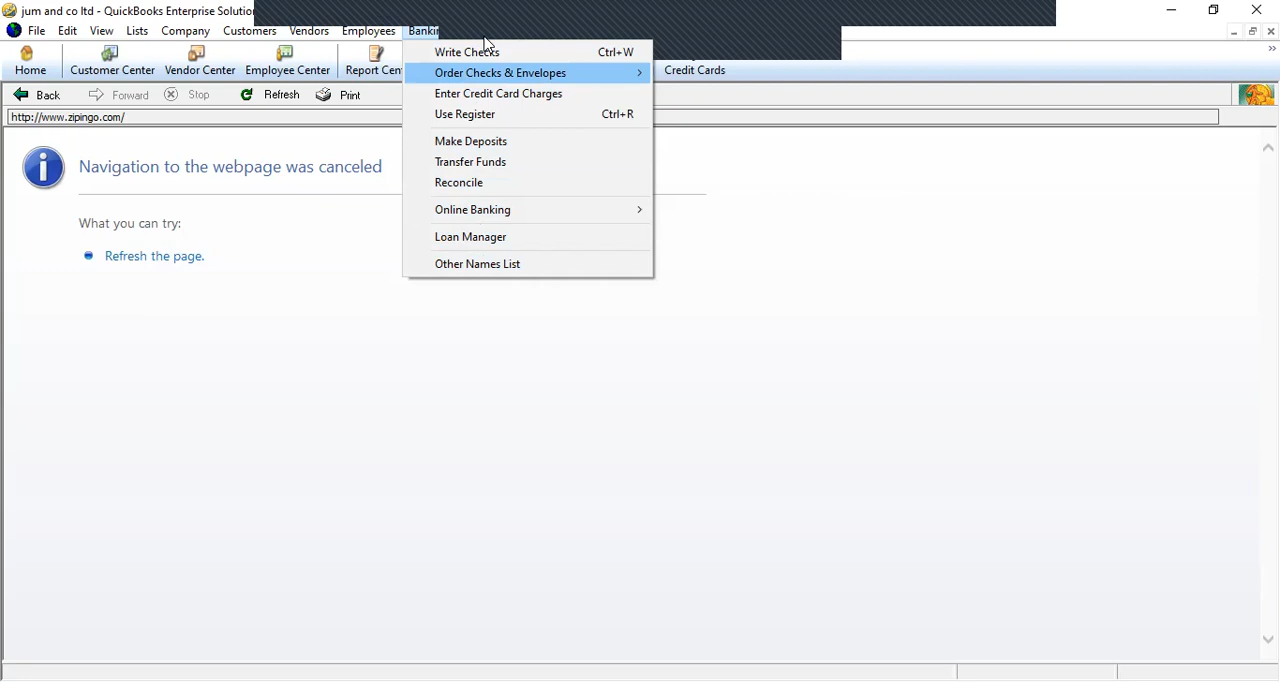 jum and co ltd - QuickBooks Enterprise Solutio
File Edit View Lists Company Customers Vendors Employees Bankin
Home Customer Center Vendor Center Employee Center Report Cen Credit Cards
Back Forward Stop Refresh Print
http://www.zipingo.com/
Navigation to the webpage was canceled
What you can try:
Refresh the page.
Write Checks Ctrl+W
Order Checks & Envelopes
Enter Credit Card Charges
Use Register Ctrl+R
Make Deposits
Transfer Funds
Reconcile
Online Banking
Loan Manager
Other Names List